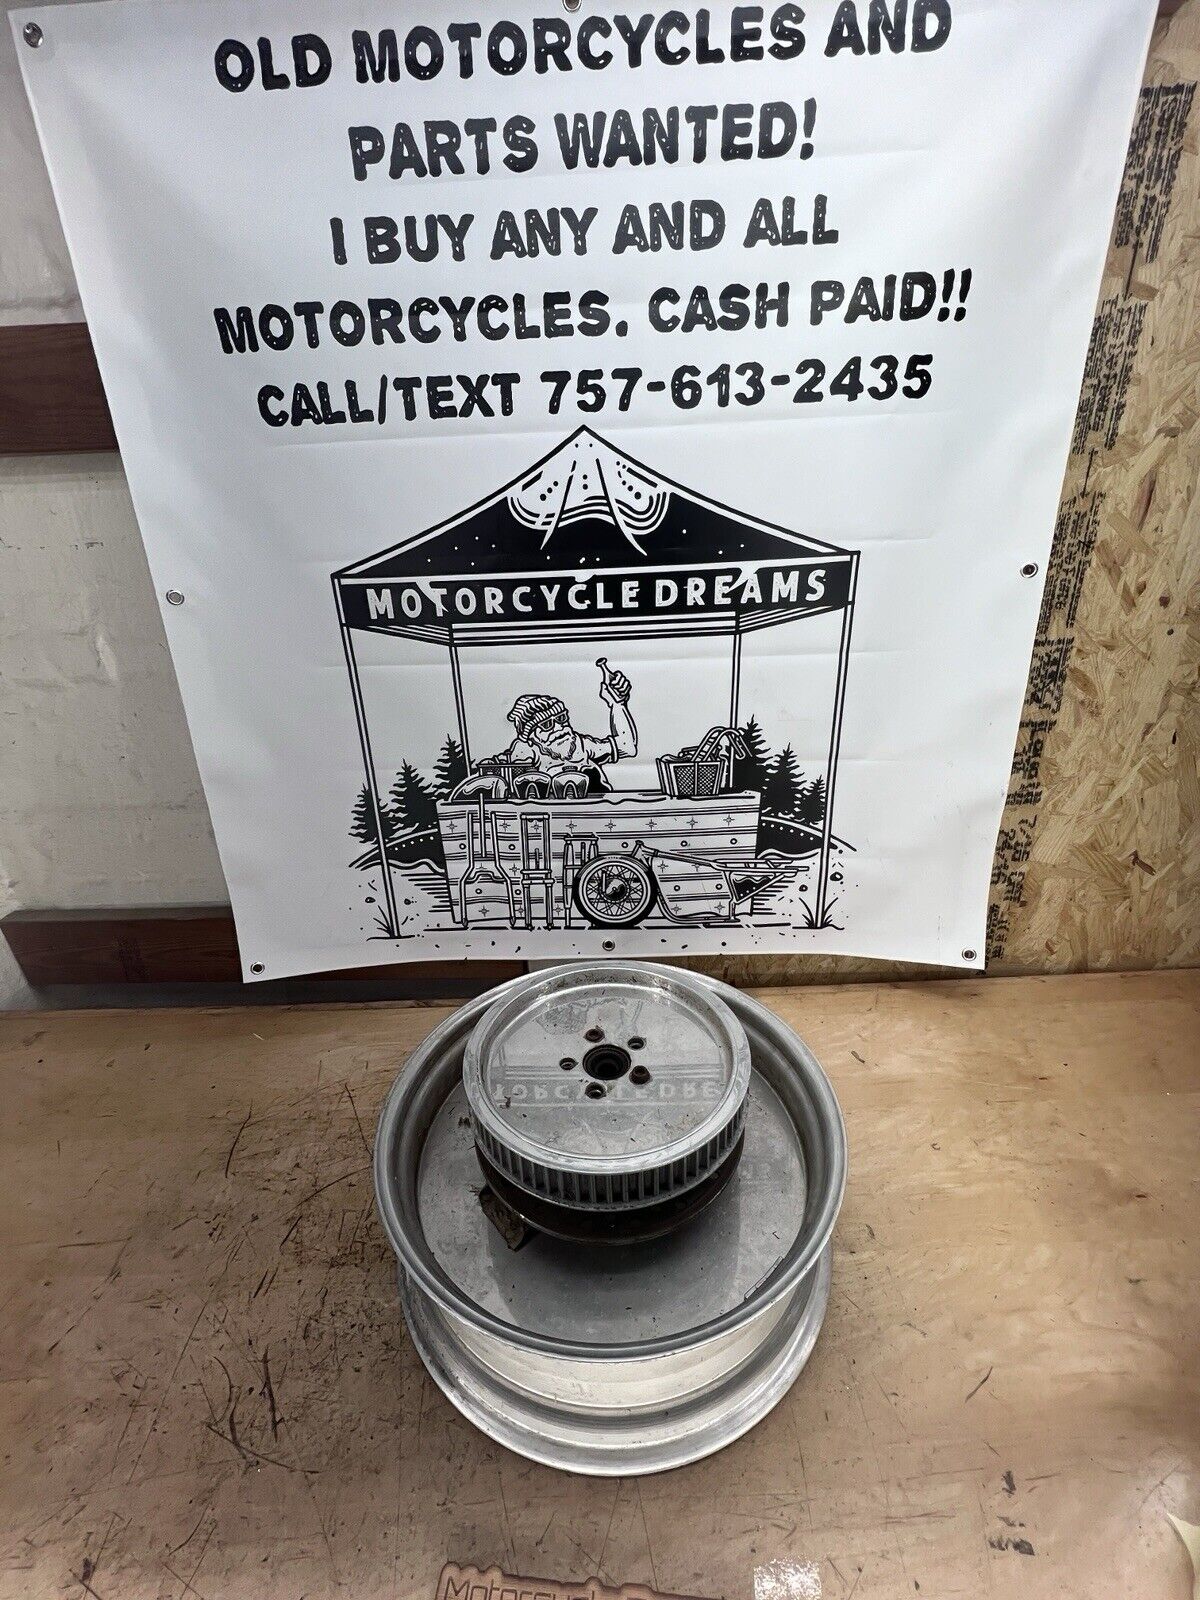 OLD MOTORCYCLES AND
PARTS WANTED!
I BUY ANY AND ALL
MOTORCYCLES. CASH PAID!!
CALL/TEXT 757-613-2435
MOTORCYCLE DREAMS